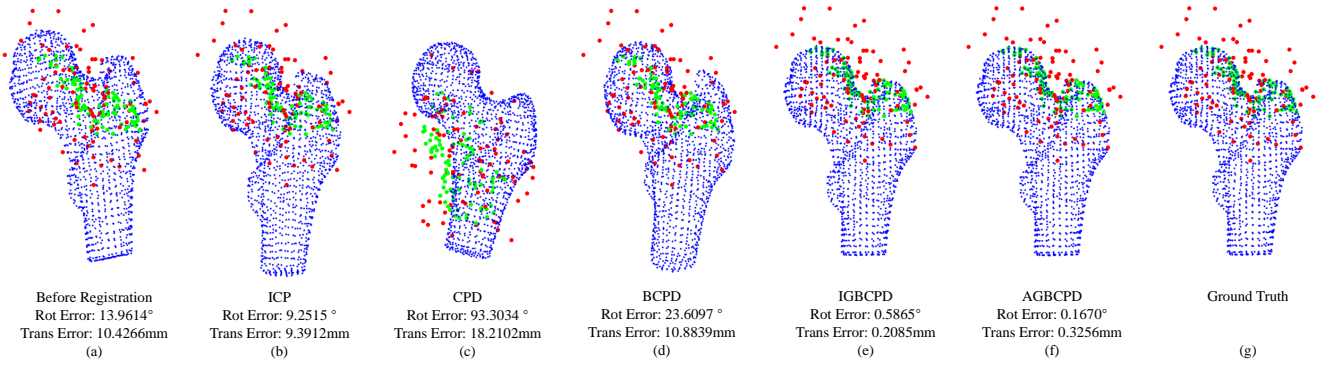 Before Registration
Rot Error: 13.9614°
Trans Error: 10.4266mm
(a)
ICP
Rot Error: 9.2515 °
Trans Error: 9.3912mm
(b)
CPD
Rot Error: 93.3034 °
Trans Error: 18.2102mm
(c)
BCPD
Rot Error: 23.6097 °
Trans Error: 10.8839mm
(d)
IGBCPD
Rot Error: 0.5865°
Trans Error: 0.2085mm
(e)
AGBCPD
Rot Error: 0.1670°
Trans Error: 0.3256mm
(f)
Ground Truth
(g)